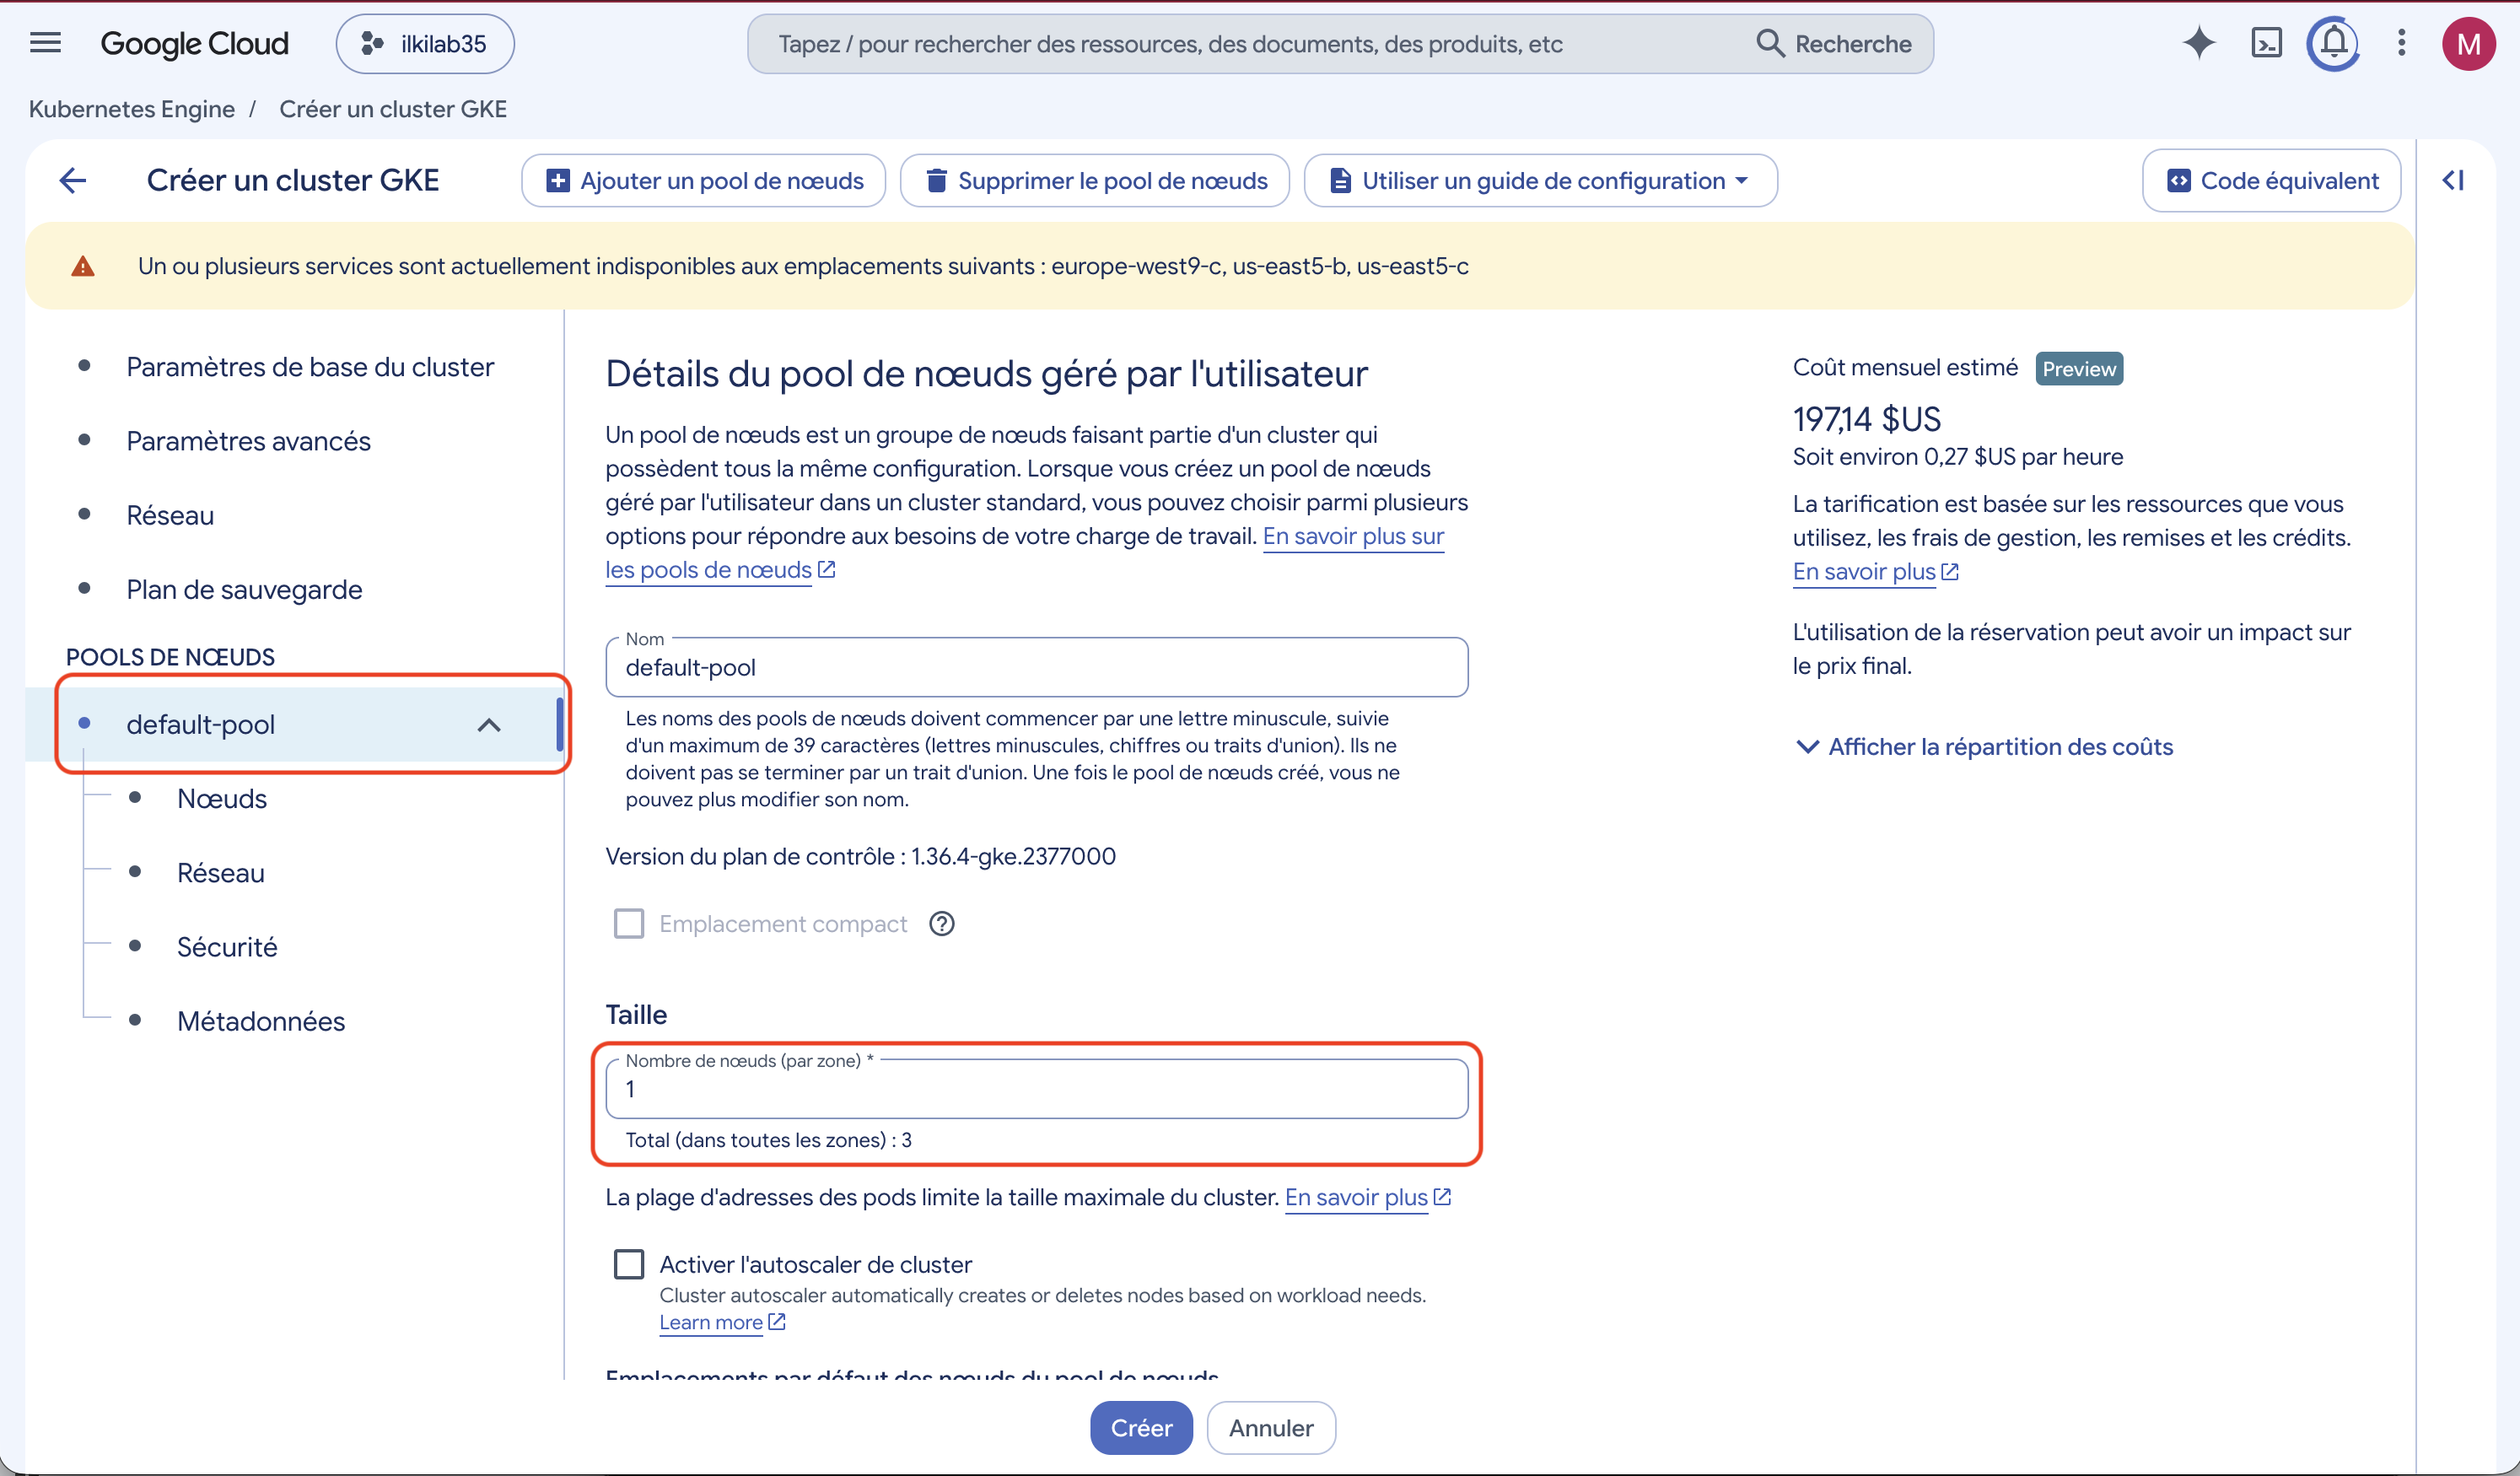 Google Cloud
ilkilab35
Tapez / pour rechercher des ressources, des documents, des produits, etc
Recherche
M
Kubernetes Engine / Créer un cluster GKE
Créer un cluster GKE
Ajouter un pool de nœuds
Supprimer le pool de nœuds
Utiliser un guide de configuration
Code équivalent
Un ou plusieurs services sont actuellement indisponibles aux emplacements suivants : europe-west9-c, us-east5-b, us-east5-c
Paramètres de base du cluster
Paramètres avancés
Réseau
Plan de sauvegarde
POOLS DE NŒUDS
default-pool
Nœuds
Réseau
Sécurité
Métadonnées
Détails du pool de nœuds géré par l'utilisateur
Un pool de nœuds est un groupe de nœuds faisant partie d'un cluster qui
possèdent tous la même configuration. Lorsque vous créez un pool de nœuds
géré par l'utilisateur dans un cluster standard, vous pouvez choisir parmi plusieurs
options pour répondre aux besoins de votre charge de travail. En savoir plus sur
les pools de nœuds
Nom
default-pool
Les noms des pools de nœuds doivent commencer par une lettre minuscule, suivie
d'un maximum de 39 caractères (lettres minuscules, chiffres ou traits d'union). Ils ne
doivent pas se terminer par un trait d'union. Une fois le pool de nœuds créé, vous ne
pouvez plus modifier son nom.
Version du plan de contrôle : 1.36.4-gke.2377000
Emplacement compact
Taille
Nombre de nœuds (par zone) *
1
Total (dans toutes les zones) : 3
La plage d'adresses des pods limite la taille maximale du cluster. En savoir plus
Activer l'autoscaler de cluster
Cluster autoscaler automatically creates or deletes nodes based on workload needs.
Learn more
Emplacements par défaut des nœuds du pool de nœuds
Créer
Annuler
Coût mensuel estimé Preview
197,14 $US
Soit environ 0,27 $US par heure
La tarification est basée sur les ressources que vous
utilisez, les frais de gestion, les remises et les crédits.
En savoir plus
L'utilisation de la réservation peut avoir un impact sur
le prix final.
Afficher la répartition des coûts